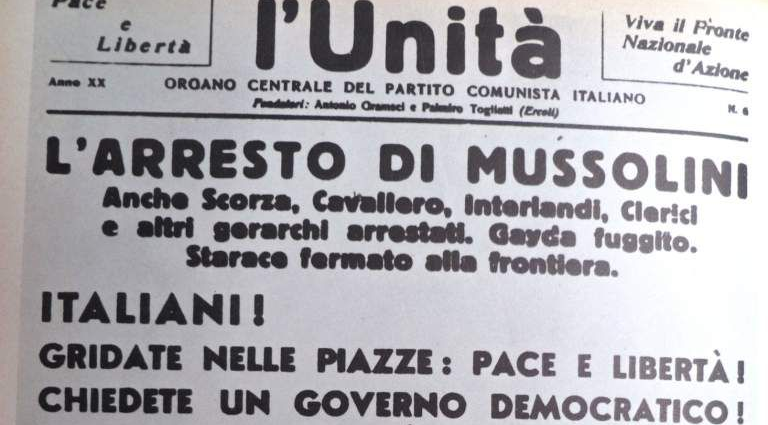 Pace
e
Libertà
l'Unità
Viva il Fronte
Nazionale
d'Azione
Anno XX
ORGANO CENTRALE DEL PARTITO COMUNISTA ITALIANO
N. 6
Fondatori: Antonio Gramsci e Palmiro Togliatti (Ercoli)
L'ARRESTO DI MUSSOLINI
Anche Scorza, Cavallero, Interlandi, Clerici
e altri gerarchi arrestati. Gayda fuggito.
Starace fermato alla frontiera.
ITALIANI!
GRIDATE NELLE PIAZZE: PACE E LIBERTÀ!
CHIEDETE UN GOVERNO DEMOCRATICO!